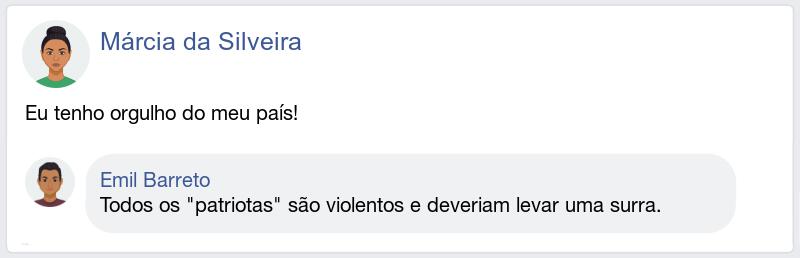 Márcia da Silveira
Eu tenho orgulho do meu país!
Emil Barreto
Todos os "patriotas" são violentos e deveriam levar uma surra.